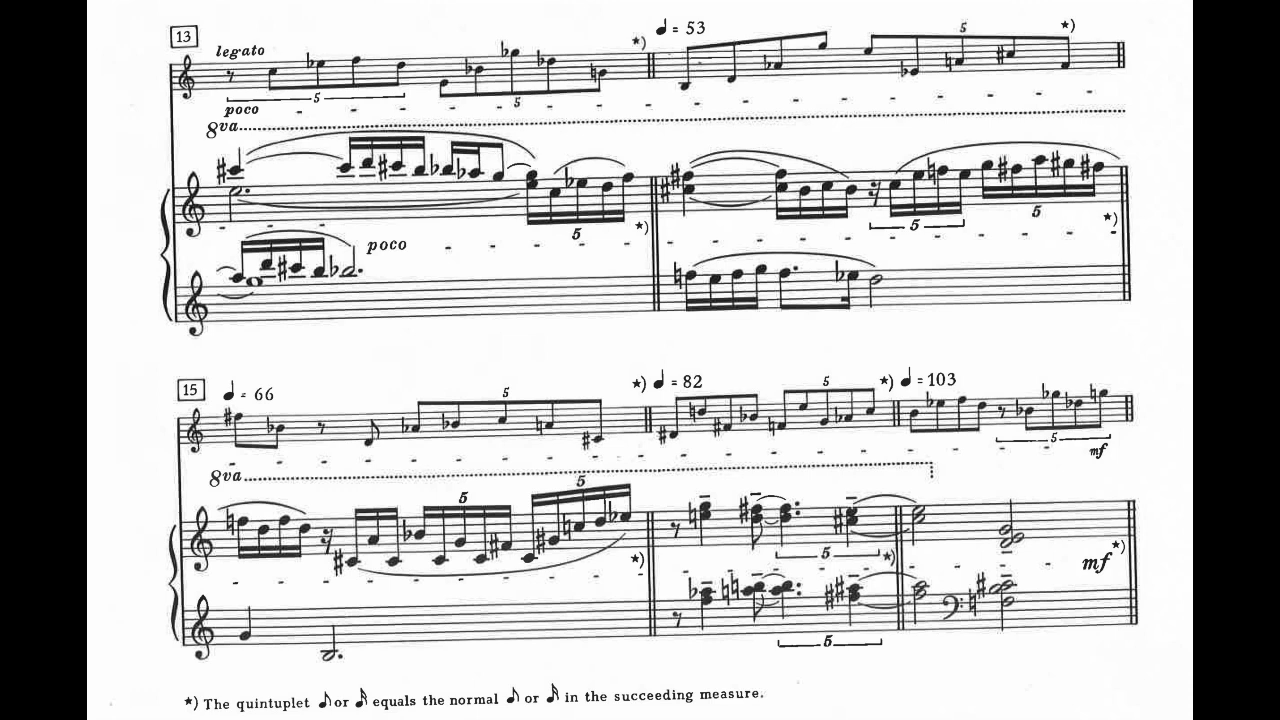 13 legato *) ♩ = 53 5 *)
5 5
poco
8va
5 *) 5 5 *)
poco
15 ♩ = 66 5 *) ♩ = 82 5 *) ♩ = 103
5
mf
8va
5 5
*) 5 *) mf *)
5
*) The quintuplet ♪ or 𝅘𝅥𝅯 equals the normal ♪ or 𝅘𝅥𝅯 in the succeeding measure.